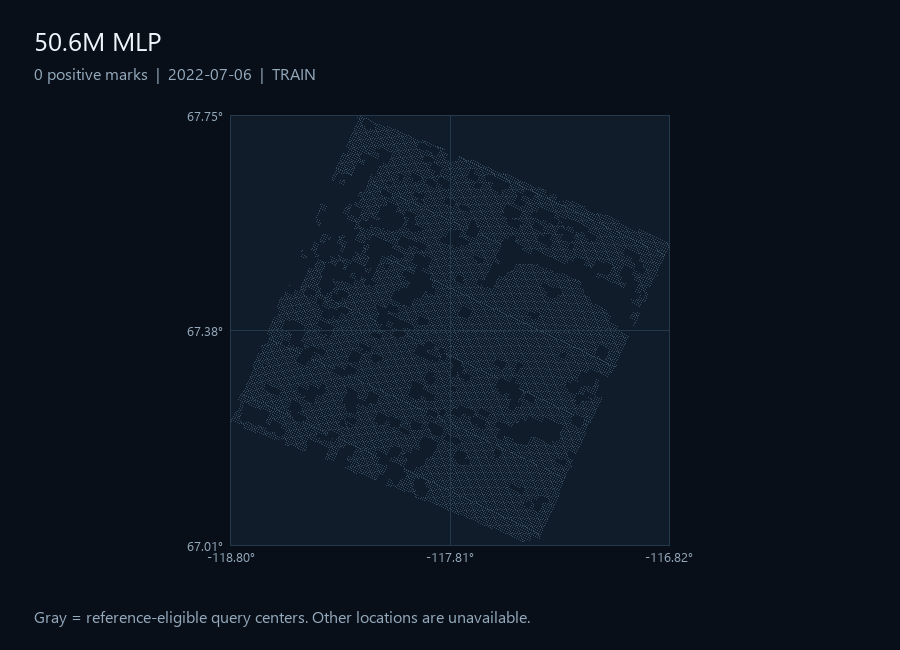 50.6M MLP
0 positive marks | 2022-07-06 | TRAIN
67.75°
67.38°
67.01°
-118.80°
-117.81°
-116.82°
Gray = reference-eligible query centers. Other locations are unavailable.